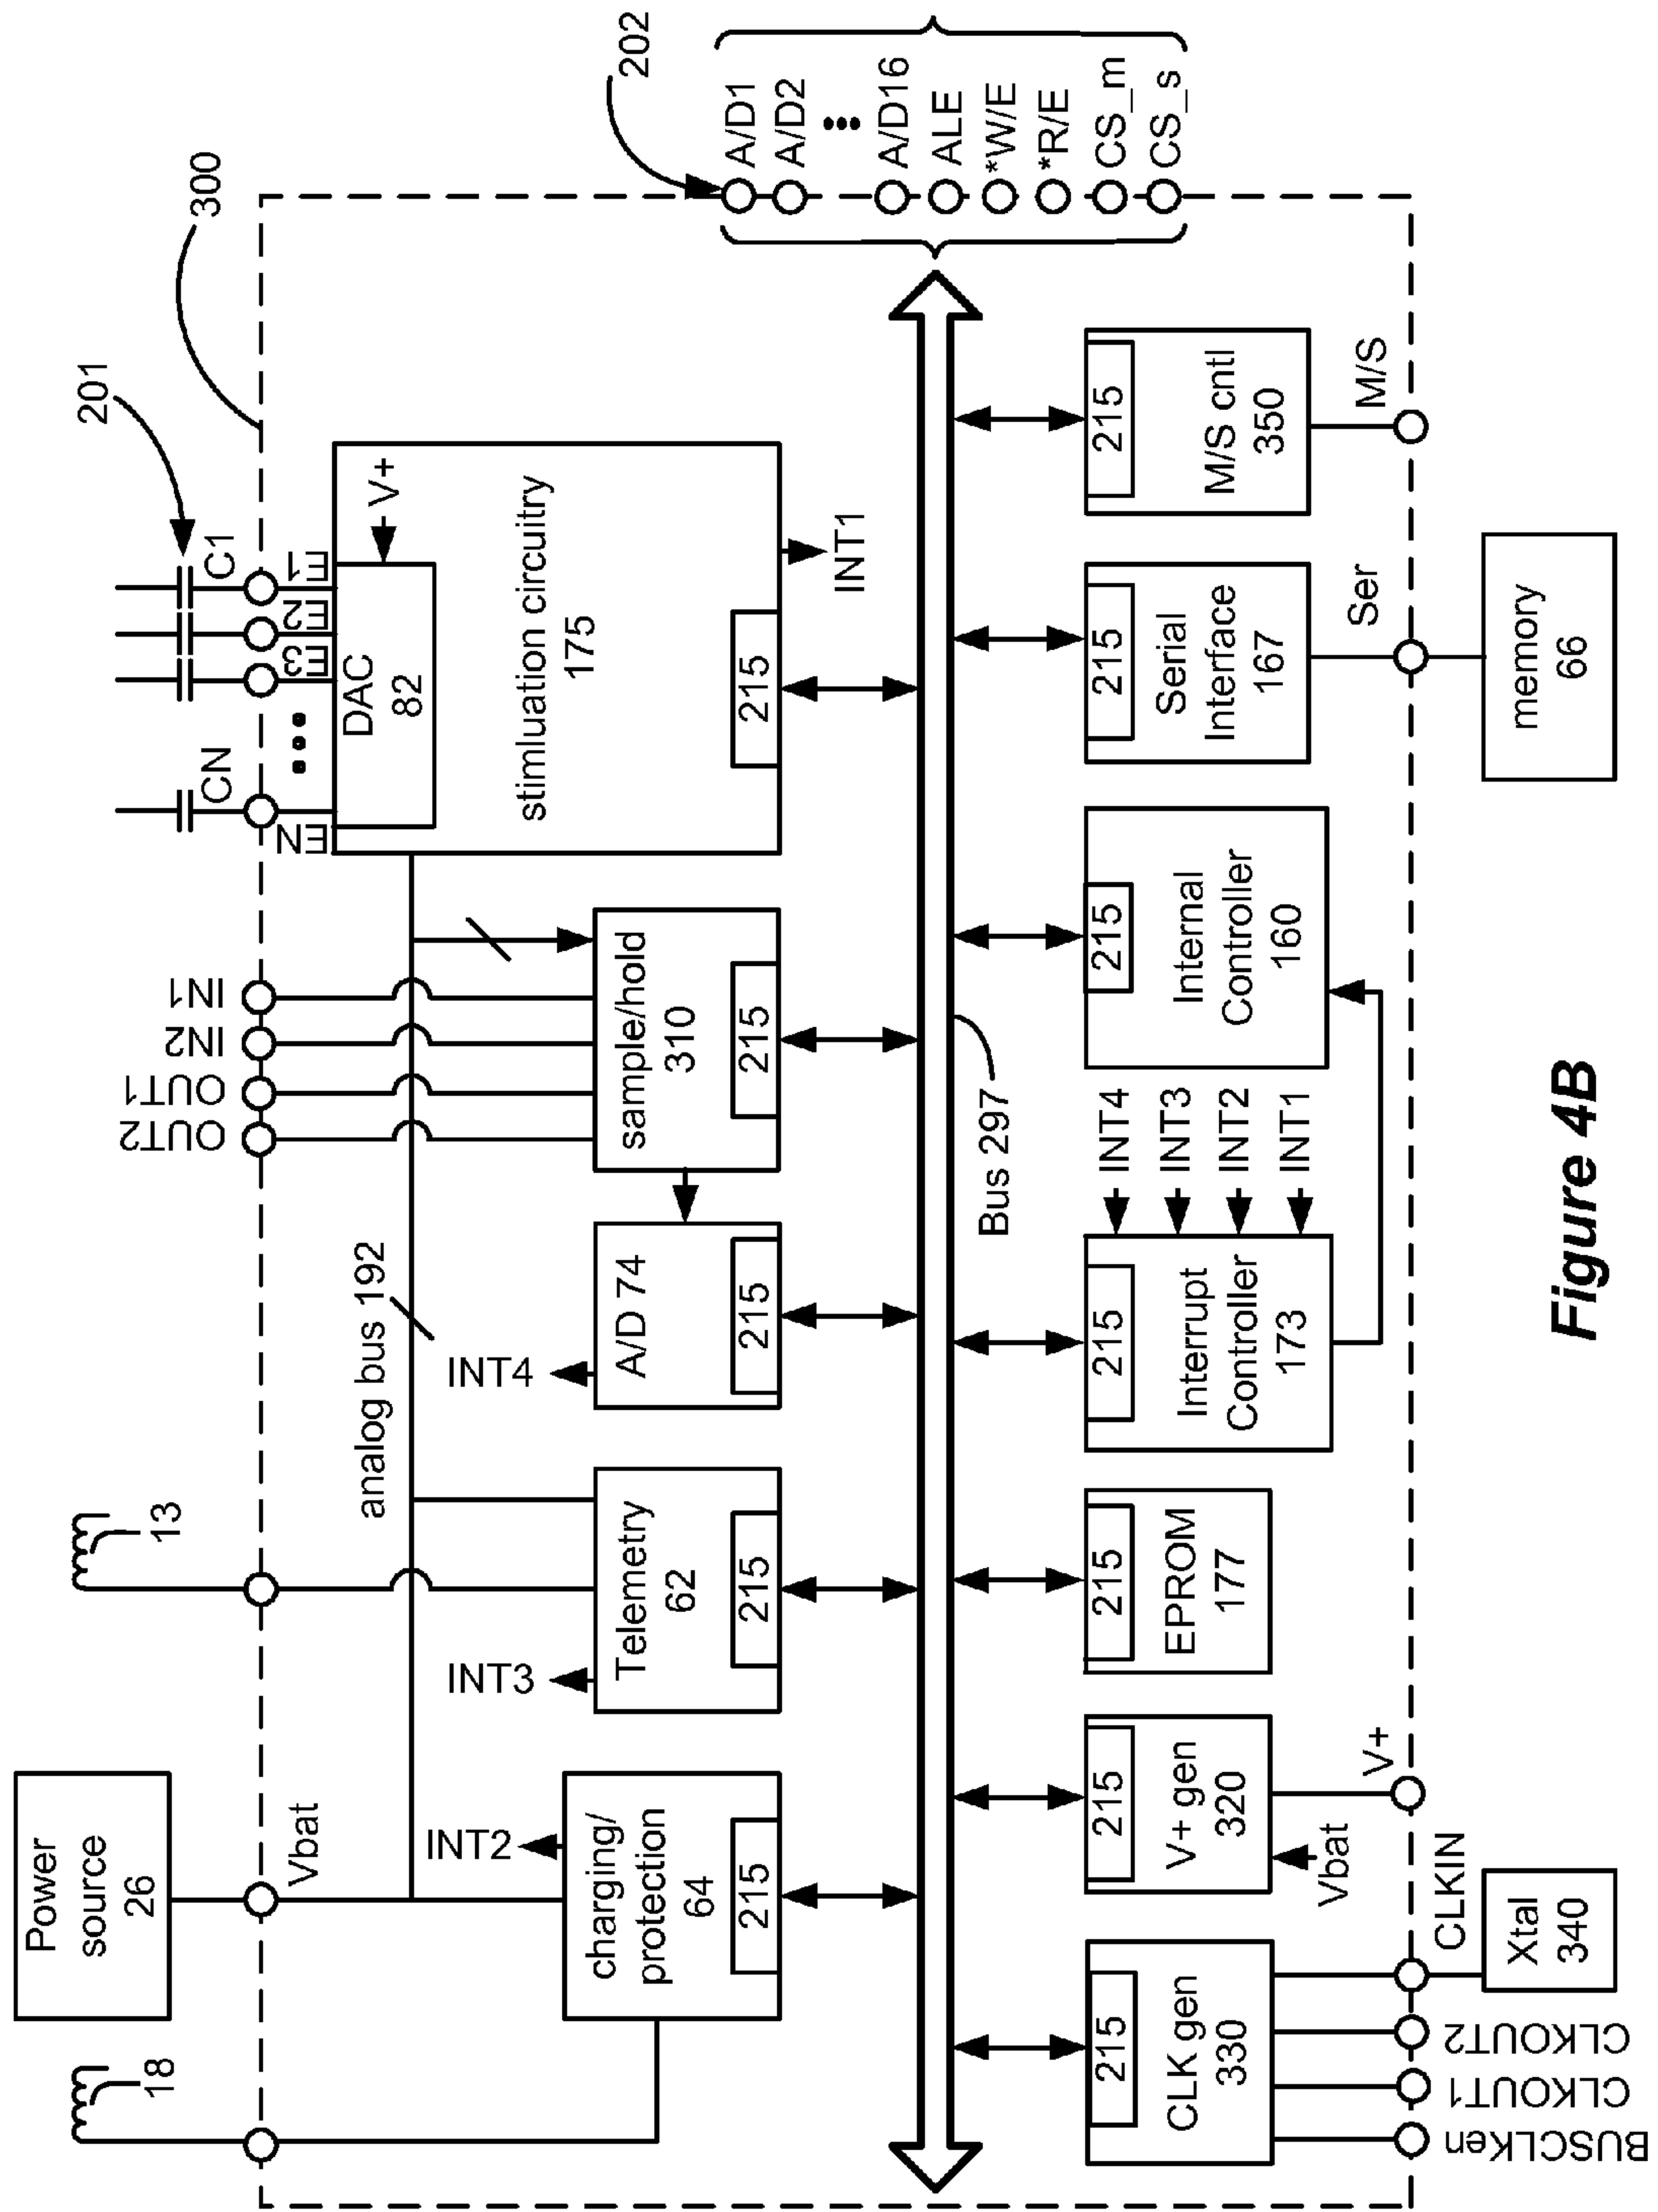 Power
source
26
18
13
201
300
202
Vbat
OUT2
OUT1
IN2
IN1
CN
C1
EN
E3
E2
E1
DAC
82
V+
analog bus 192
INT2
charging/
protection
64
215
INT3
Telemetry
62
215
INT4
A/D 74
215
sample/hold
310
215
stimluation circuitry
175
215
INT1
A/D1
A/D2
A/D16
ALE
*W/E
*R/E
CS_m
CS_s
Bus 297
215
CLK gen
330
215
V+ gen
320
Vbat
215
EPROM
177
215
Interrupt
Controller
173
INT4
INT3
INT2
INT1
215
Internal
Controller
160
215
Serial
Interface
167
215
M/S cntl
350
BUSCLKen
CLKOUT1
CLKOUT2
CLKIN
V+
Ser
M/S
Xtal
340
memory
66
Figure 4B